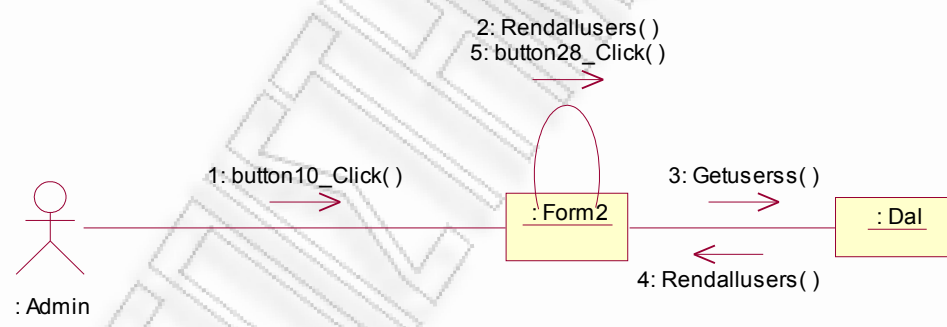 2: Rendallusers( )
5: button28_Click( )
1: button10_Click( )
3: Getuserss( )
: Form2
: Dal
4: Rendallusers( )
: Admin